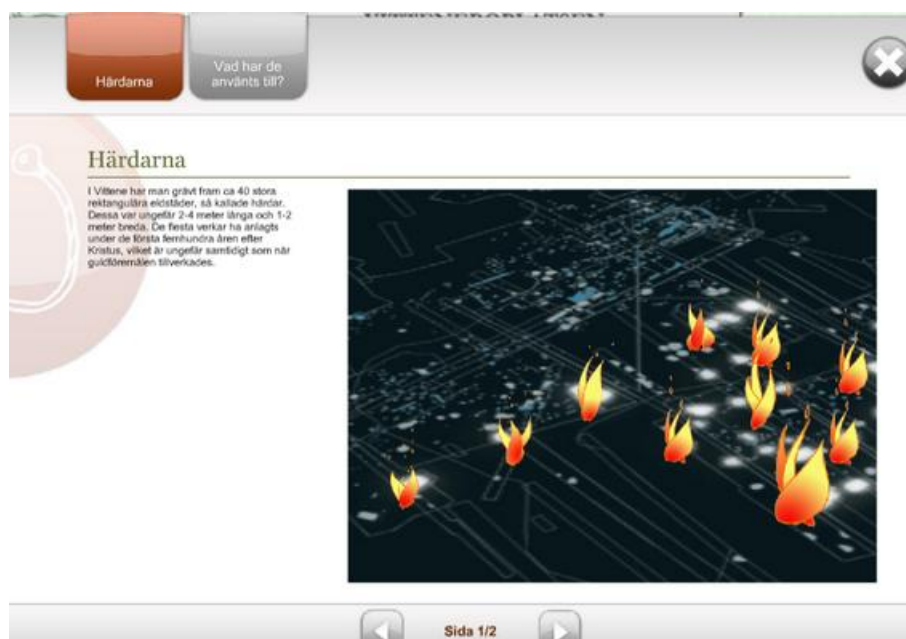 Härdarna
Vad har de
använts till?
Härdarna
I Vittene har man grävt fram ca 40 stora
rektangulära eldstäder, så kallade härdar.
Dessa var ungefär 2-4 meter långa och 1-2
meter breda. De flesta verkar ha anlagts
under de första femhundra åren efter
Kristus, vilket är ungefär samtidigt som när
guldföremålen tillverkades.
Sida 1/2